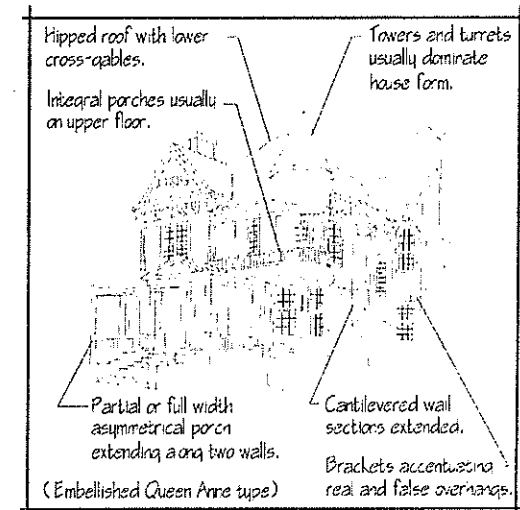 Hipped roof with lower
cross-gables.
Towers and turrets
usually dominate
house form.
Integral porches usually
on upper floor.
Partial or full width
asymmetrical porch
extending along two walls.
Cantilevered wall
sections extended.
Brackets accentuating
real and false overhangs.
(Embellished Queen Anne type)